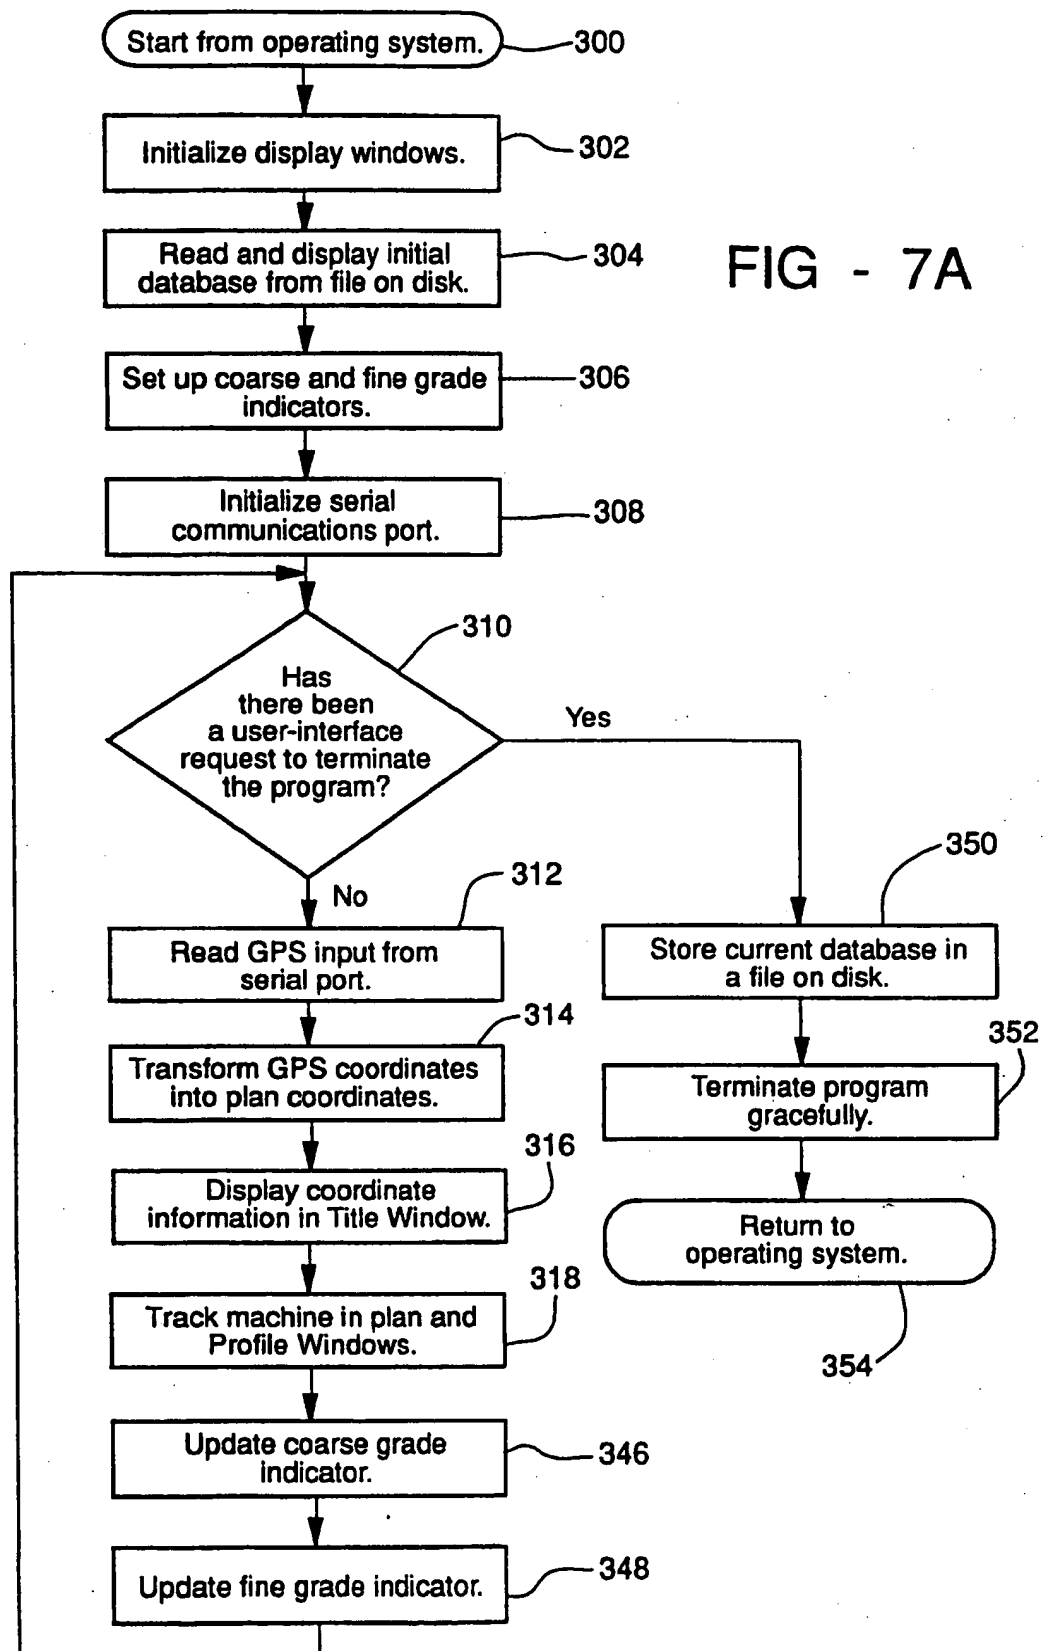 Start from operating system.
300
Initialize display windows.
302
Read and display initial
database from file on disk.
304
FIG - 7A
Set up coarse and fine grade
indicators.
306
Initialize serial
communications port.
308
310
Has
there been
a user-interface
request to terminate
the program?
Yes
No
312
Read GPS input from
serial port.
314
Transform GPS coordinates
into plan coordinates.
316
Display coordinate
information in Title Window.
318
Track machine in plan and
Profile Windows.
Update coarse grade
indicator.
346
Update fine grade indicator.
348
350
Store current database in
a file on disk.
352
Terminate program
gracefully.
Return to
operating system.
354